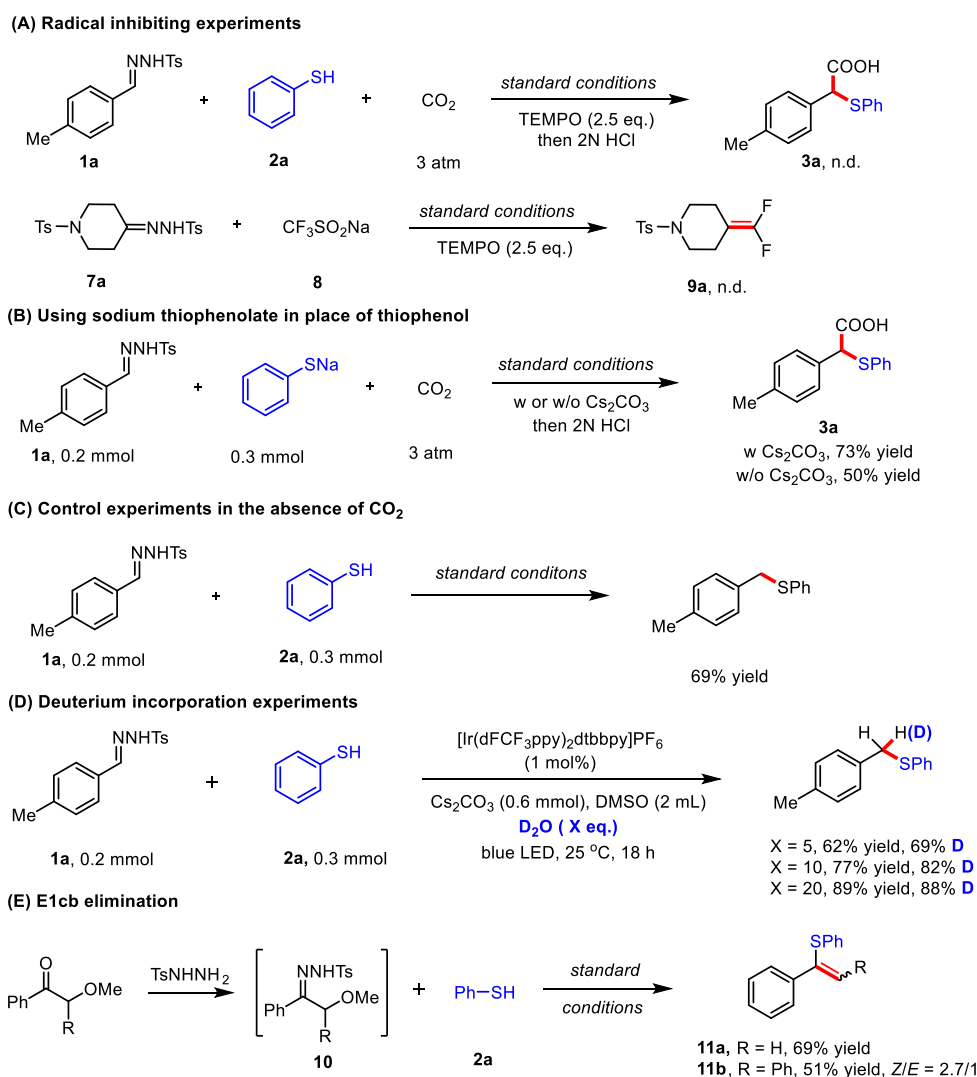 (A) Radical inhibiting experiments
NNHTs
Me
1a
+
SH
2a
+
CO2
3 atm
standard conditions
TEMPO (2.5 eq.)
then 2N HCl
COOH
SPh
Me
3a, n.d.
Ts N NNHTs
7a
+
CF3SO2Na
8
standard conditions
TEMPO (2.5 eq.)
Ts N F
F
9a, n.d.
(B) Using sodium thiophenolate in place of thiophenol
NNHTs
Me
1a, 0.2 mmol
+
SNa
0.3 mmol
+
CO2
3 atm
standard conditions
w or w/o Cs2CO3
then 2N HCl
COOH
SPh
Me
3a
w Cs2CO3, 73% yield
w/o Cs2CO3, 50% yield
(C) Control experiments in the absence of CO2
NNHTs
Me
1a, 0.2 mmol
+
SH
2a, 0.3 mmol
standard conditons
SPh
Me
69% yield
(D) Deuterium incorporation experiments
NNHTs
Me
1a, 0.2 mmol
+
SH
2a, 0.3 mmol
[Ir(dFCF3ppy)2dtbbpy]PF6
(1 mol%)
Cs2CO3 (0.6 mmol), DMSO (2 mL)
D2O ( X eq.)
blue LED, 25 °C, 18 h
H H(D)
SPh
Me
X = 5, 62% yield, 69% D
X = 10, 77% yield, 82% D
X = 20, 89% yield, 88% D
(E) E1cb elimination
O
Ph OMe
R
TsNHNH2
NNHTs
Ph OMe
R
10
+
Ph-SH
2a
standard
conditions
SPh
R
11a, R = H, 69% yield
11b, R = Ph, 51% yield, Z/E = 2.7/1